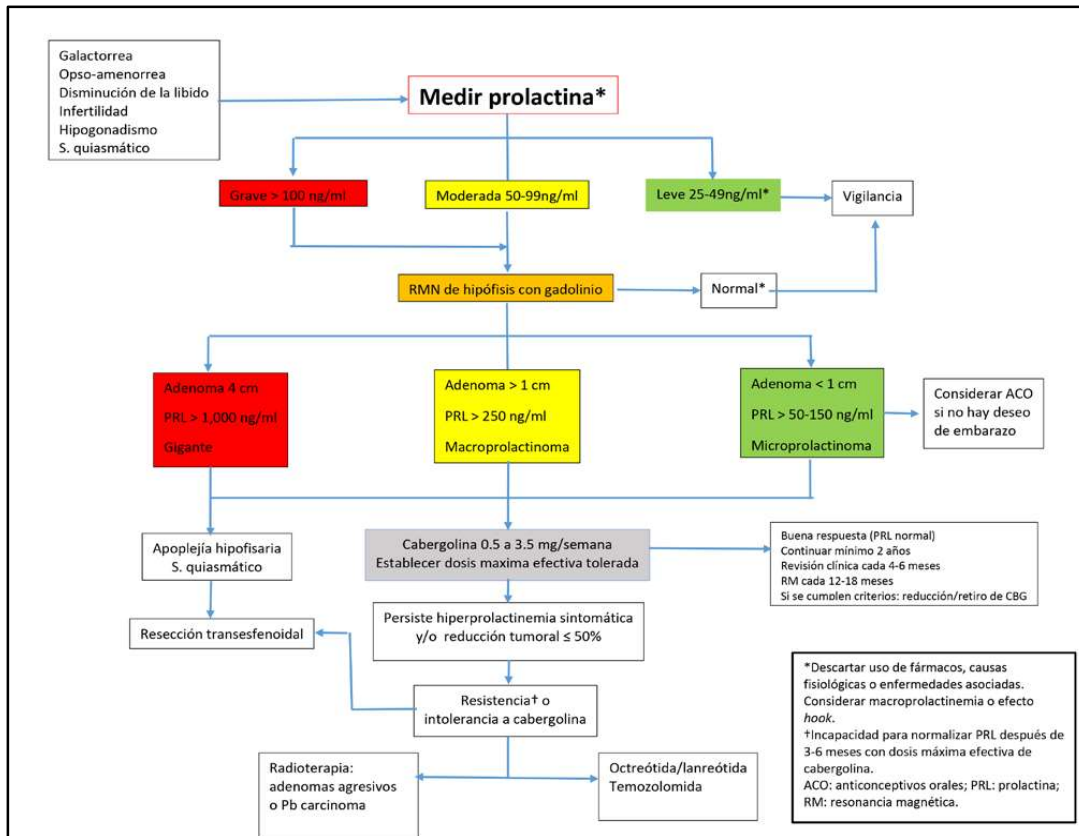 Galactorrea
Opso-amenorrea
Disminución de la libido
Infertilidad
Hipogonadismo
S. quiasmático
Medir prolactina*
Grave > 100 ng/ml
Moderada 50-99ng/ml
Leve 25-49ng/ml*
Vigilancia
RMN de hipófisis con gadolinio
Normal*
Adenoma 4 cm
PRL > 1,000 ng/ml
Gigante
Adenoma > 1 cm
PRL > 250 ng/ml
Macroprolactinoma
Adenoma < 1 cm
PRL > 50-150 ng/ml
Microprolactinoma
Considerar ACO
si no hay deseo
de embarazo
Apoplejía hipofisaria
S. quiasmático
Cabergolina 0.5 a 3.5 mg/semana
Establecer dosis maxima efectiva tolerada
Buena respuesta (PRL normal)
Continuar mínimo 2 años
Revisión clínica cada 4-6 meses
RM cada 12-18 meses
Si se cumplen criterios: reducción/retiro de CBG
Resección transesfenoidal
Persiste hiperprolactinemia sintomática
y/o reducción tumoral ≤ 50%
Resistencia† o
intolerancia a cabergolina
Radioterapia:
adenomas agresivos
o Pb carcinoma
Octreótida/lanreótida
Temozolomida
*Descartar uso de fármacos, causas
fisiológicas o enfermedades asociadas.
Considerar macroprolactinemia o efecto
hook.
†Incapacidad para normalizar PRL después de
3-6 meses con dosis máxima efectiva de
cabergolina.
ACO: anticonceptivos orales; PRL: prolactina;
RM: resonancia magnética.